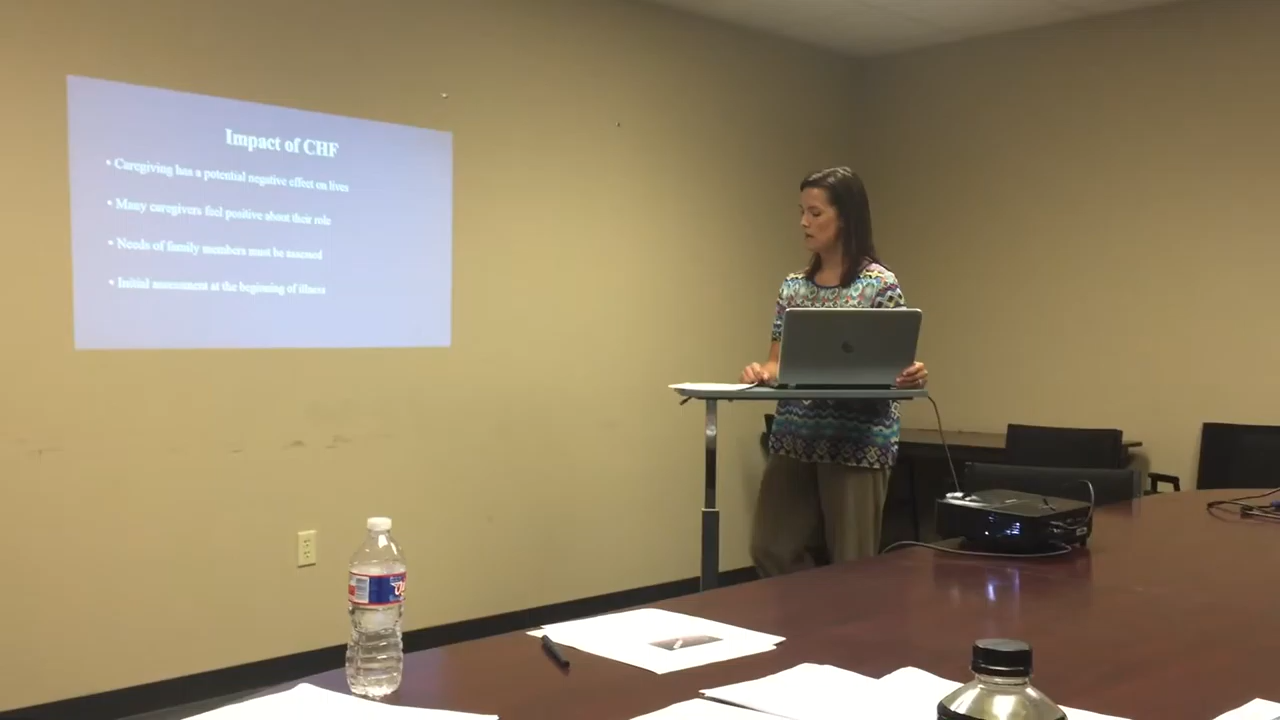 Impact of CHF
• Caregiving has a potential negative effect on lives
• Many caregivers feel positive about their role
• Needs of family members must be assessed
• Initial assessment at the beginning of illness